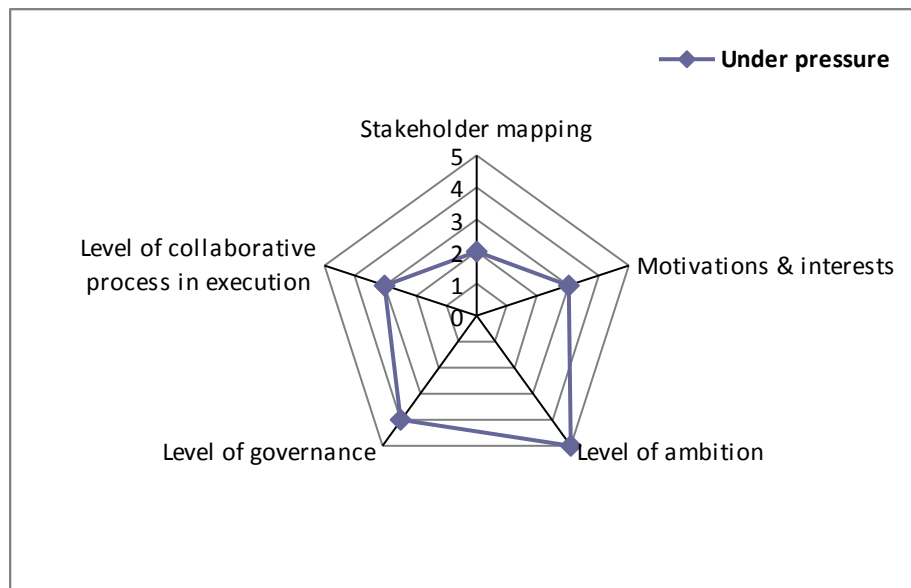 Under pressure
Stakeholder mapping
5
4
3
2
1
0
Motivations & interests
Level of ambition
Level of governance
Level of collaborative
process in execution